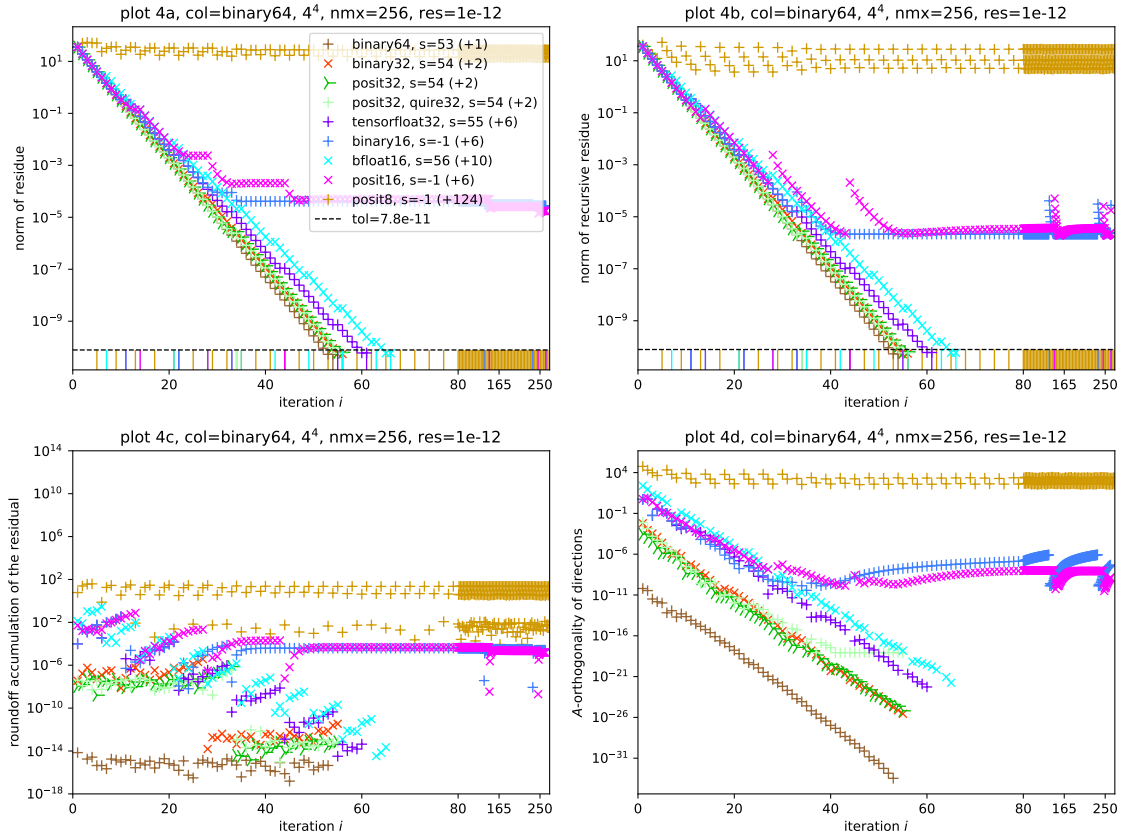 plot 4a, col=binary64, 4⁴, nmx=256, res=1e-12
norm of residue
10¹
10⁻¹
10⁻³
10⁻⁵
10⁻⁷
10⁻⁹
binary64, s=53 (+1)
binary32, s=54 (+2)
posit32, s=54 (+2)
posit32, quire32, s=54 (+2)
tensorfloat32, s=55 (+6)
binary16, s=-1 (+6)
bfloat16, s=56 (+10)
posit16, s=-1 (+6)
posit8, s=-1 (+124)
tol=7.8e-11
0 20 40 60 80 165 250
iteration i
plot 4b, col=binary64, 4⁴, nmx=256, res=1e-12
norm of recursive residue
10¹
10⁻¹
10⁻³
10⁻⁵
10⁻⁷
10⁻⁹
0 20 40 60 80 165 250
iteration i
plot 4c, col=binary64, 4⁴, nmx=256, res=1e-12
roundoff accumulation of the residual
10¹⁴
10¹⁰
10⁶
10²
10⁻²
10⁻⁶
10⁻¹⁰
10⁻¹⁴
10⁻¹⁸
0 20 40 60 80 165 250
iteration i
plot 4d, col=binary64, 4⁴, nmx=256, res=1e-12
A-orthogonality of directions
10⁴
10⁻¹
10⁻⁶
10⁻¹¹
10⁻¹⁶
10⁻²¹
10⁻²⁶
10⁻³¹
0 20 40 60 80 165 250
iteration i